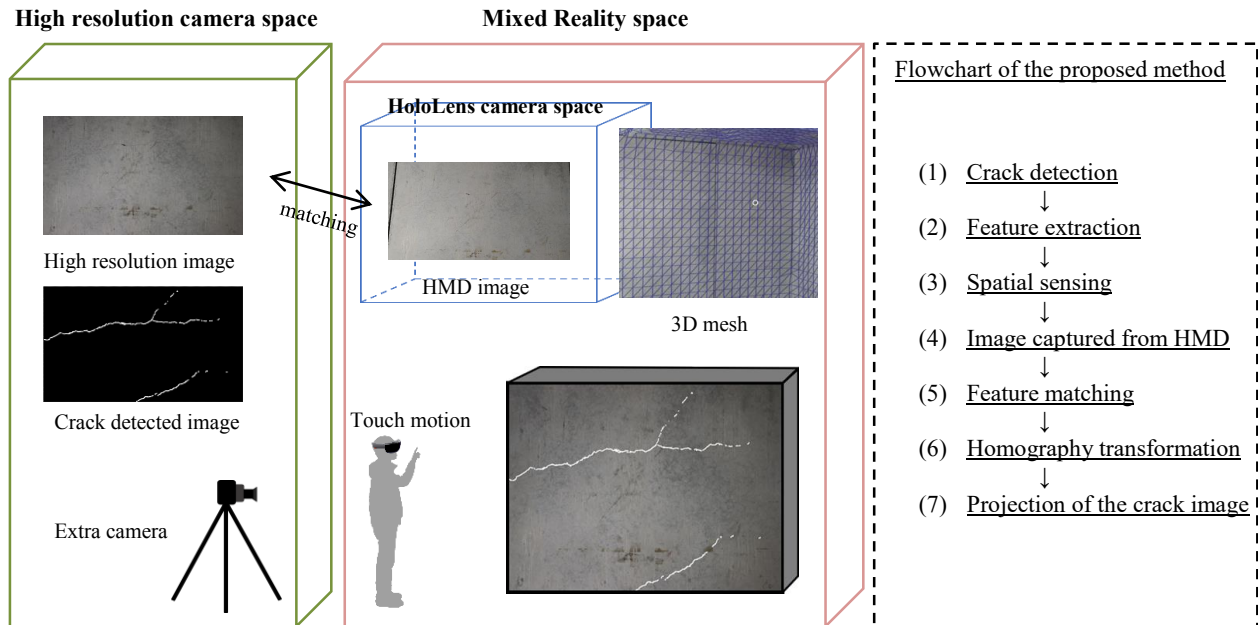 High resolution camera space
Mixed Reality space
HoloLens camera space
matching
High resolution image
HMD image
3D mesh
Crack detected image
Touch motion
Extra camera
Flowchart of the proposed method
(1) Crack detection
↓
(2) Feature extraction
↓
(3) Spatial sensing
↓
(4) Image captured from HMD
↓
(5) Feature matching
↓
(6) Homography transformation
↓
(7) Projection of the crack image